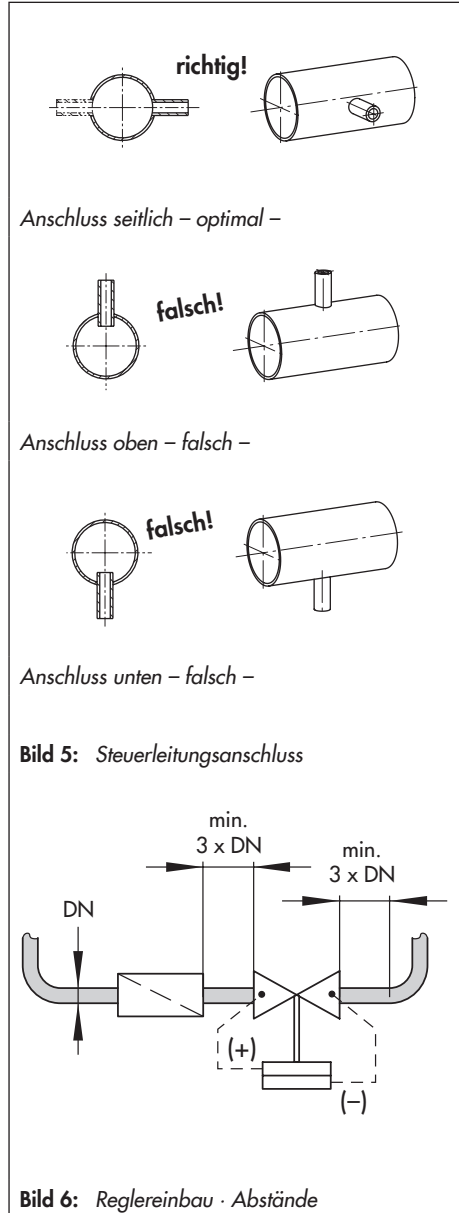 richtig!
Anschluss seitlich – optimal –
falsch!
Anschluss oben – falsch –
falsch!
Anschluss unten – falsch –
Bild 5: Steuerleitungsanschluss
min.
3 x DN
min.
3 x DN
DN
(+)
(–)
Bild 6: Reglereinbau · Abstände